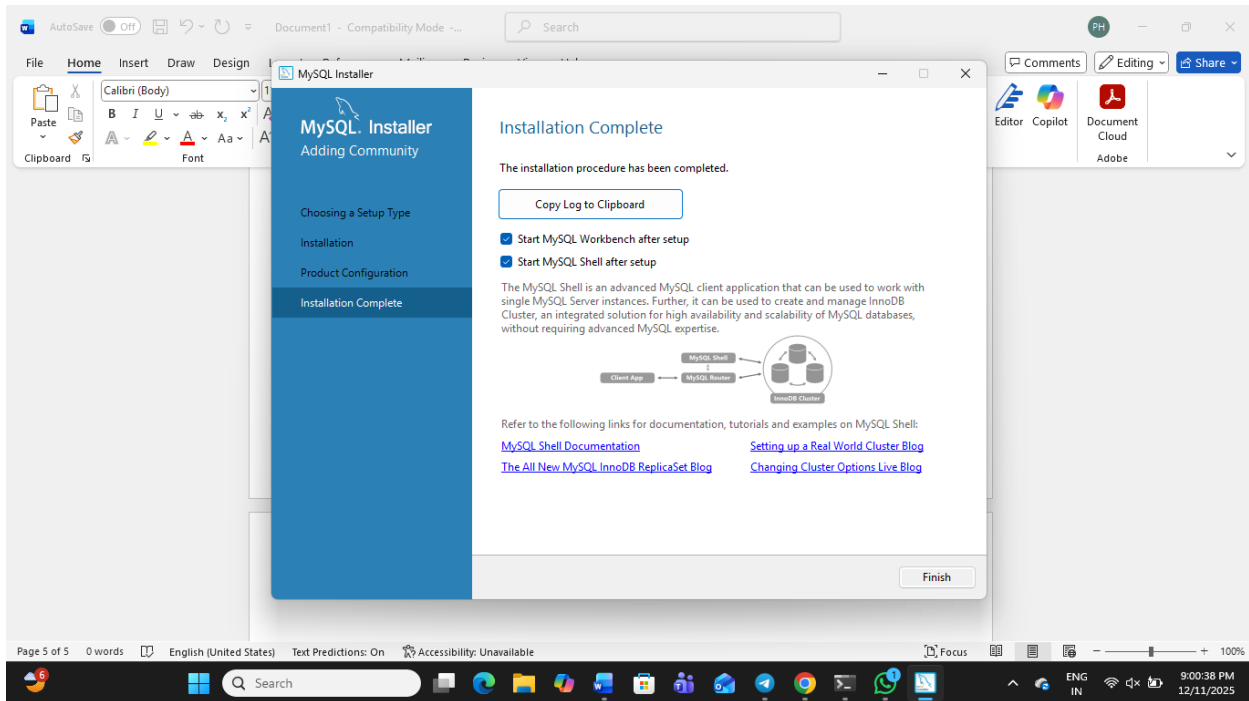 AutoSave Off Document1 - Compatibility Mode -... Search PH
File Home Insert Draw Design Comments Editing Share
MySQL Installer
Calibri (Body)
Paste
B I U ab x₂ x² A
A A Aa A
Clipboard Font
Editor Copilot Document Cloud
Adobe
MySQL. Installer
Adding Community
Choosing a Setup Type
Installation
Product Configuration
Installation Complete
Installation Complete
The installation procedure has been completed.
Copy Log to Clipboard
Start MySQL Workbench after setup
Start MySQL Shell after setup
The MySQL Shell is an advanced MySQL client application that can be used to work with
single MySQL Server instances. Further, it can be used to create and manage InnoDB
Cluster, an integrated solution for high availability and scalability of MySQL databases,
without requiring advanced MySQL expertise.
MySQL Shell
Client App MySQL Router
InnoDB Cluster
Refer to the following links for documentation, tutorials and examples on MySQL Shell:
MySQL Shell Documentation Setting up a Real World Cluster Blog
The All New MySQL InnoDB ReplicaSet Blog Changing Cluster Options Live Blog
Finish
Page 5 of 5 0 words English (United States) Text Predictions: On Accessibility: Unavailable Focus 100%
6 Search 1 ENG 9:00:38 PM
IN 12/11/2025